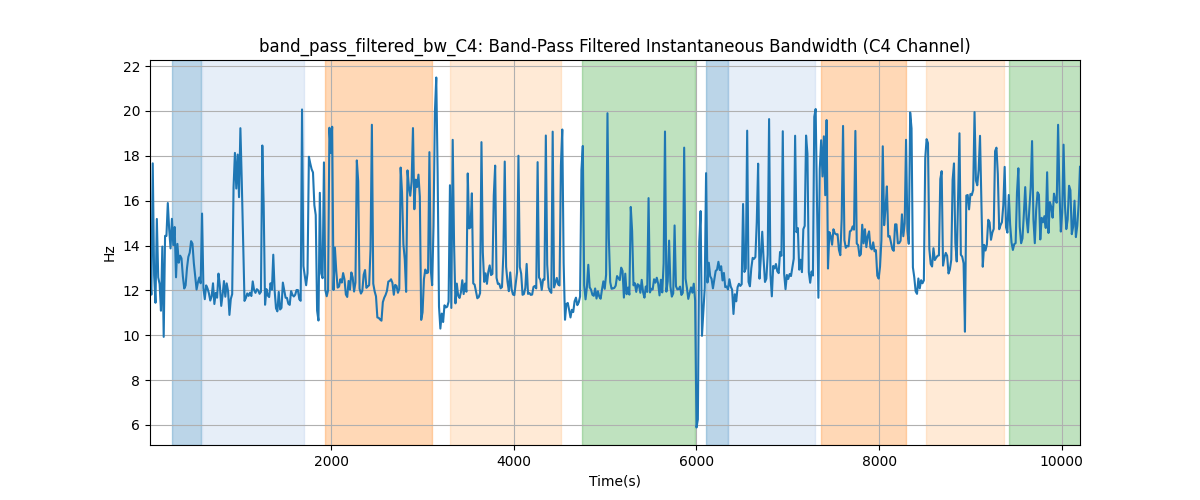 band_pass_filtered_bw_C4: Band-Pass Filtered Instantaneous Bandwidth (C4 Channel)
22
20
18
16
14
12
10
8
6
Hz
2000 4000 6000 8000 10000
Time(s)